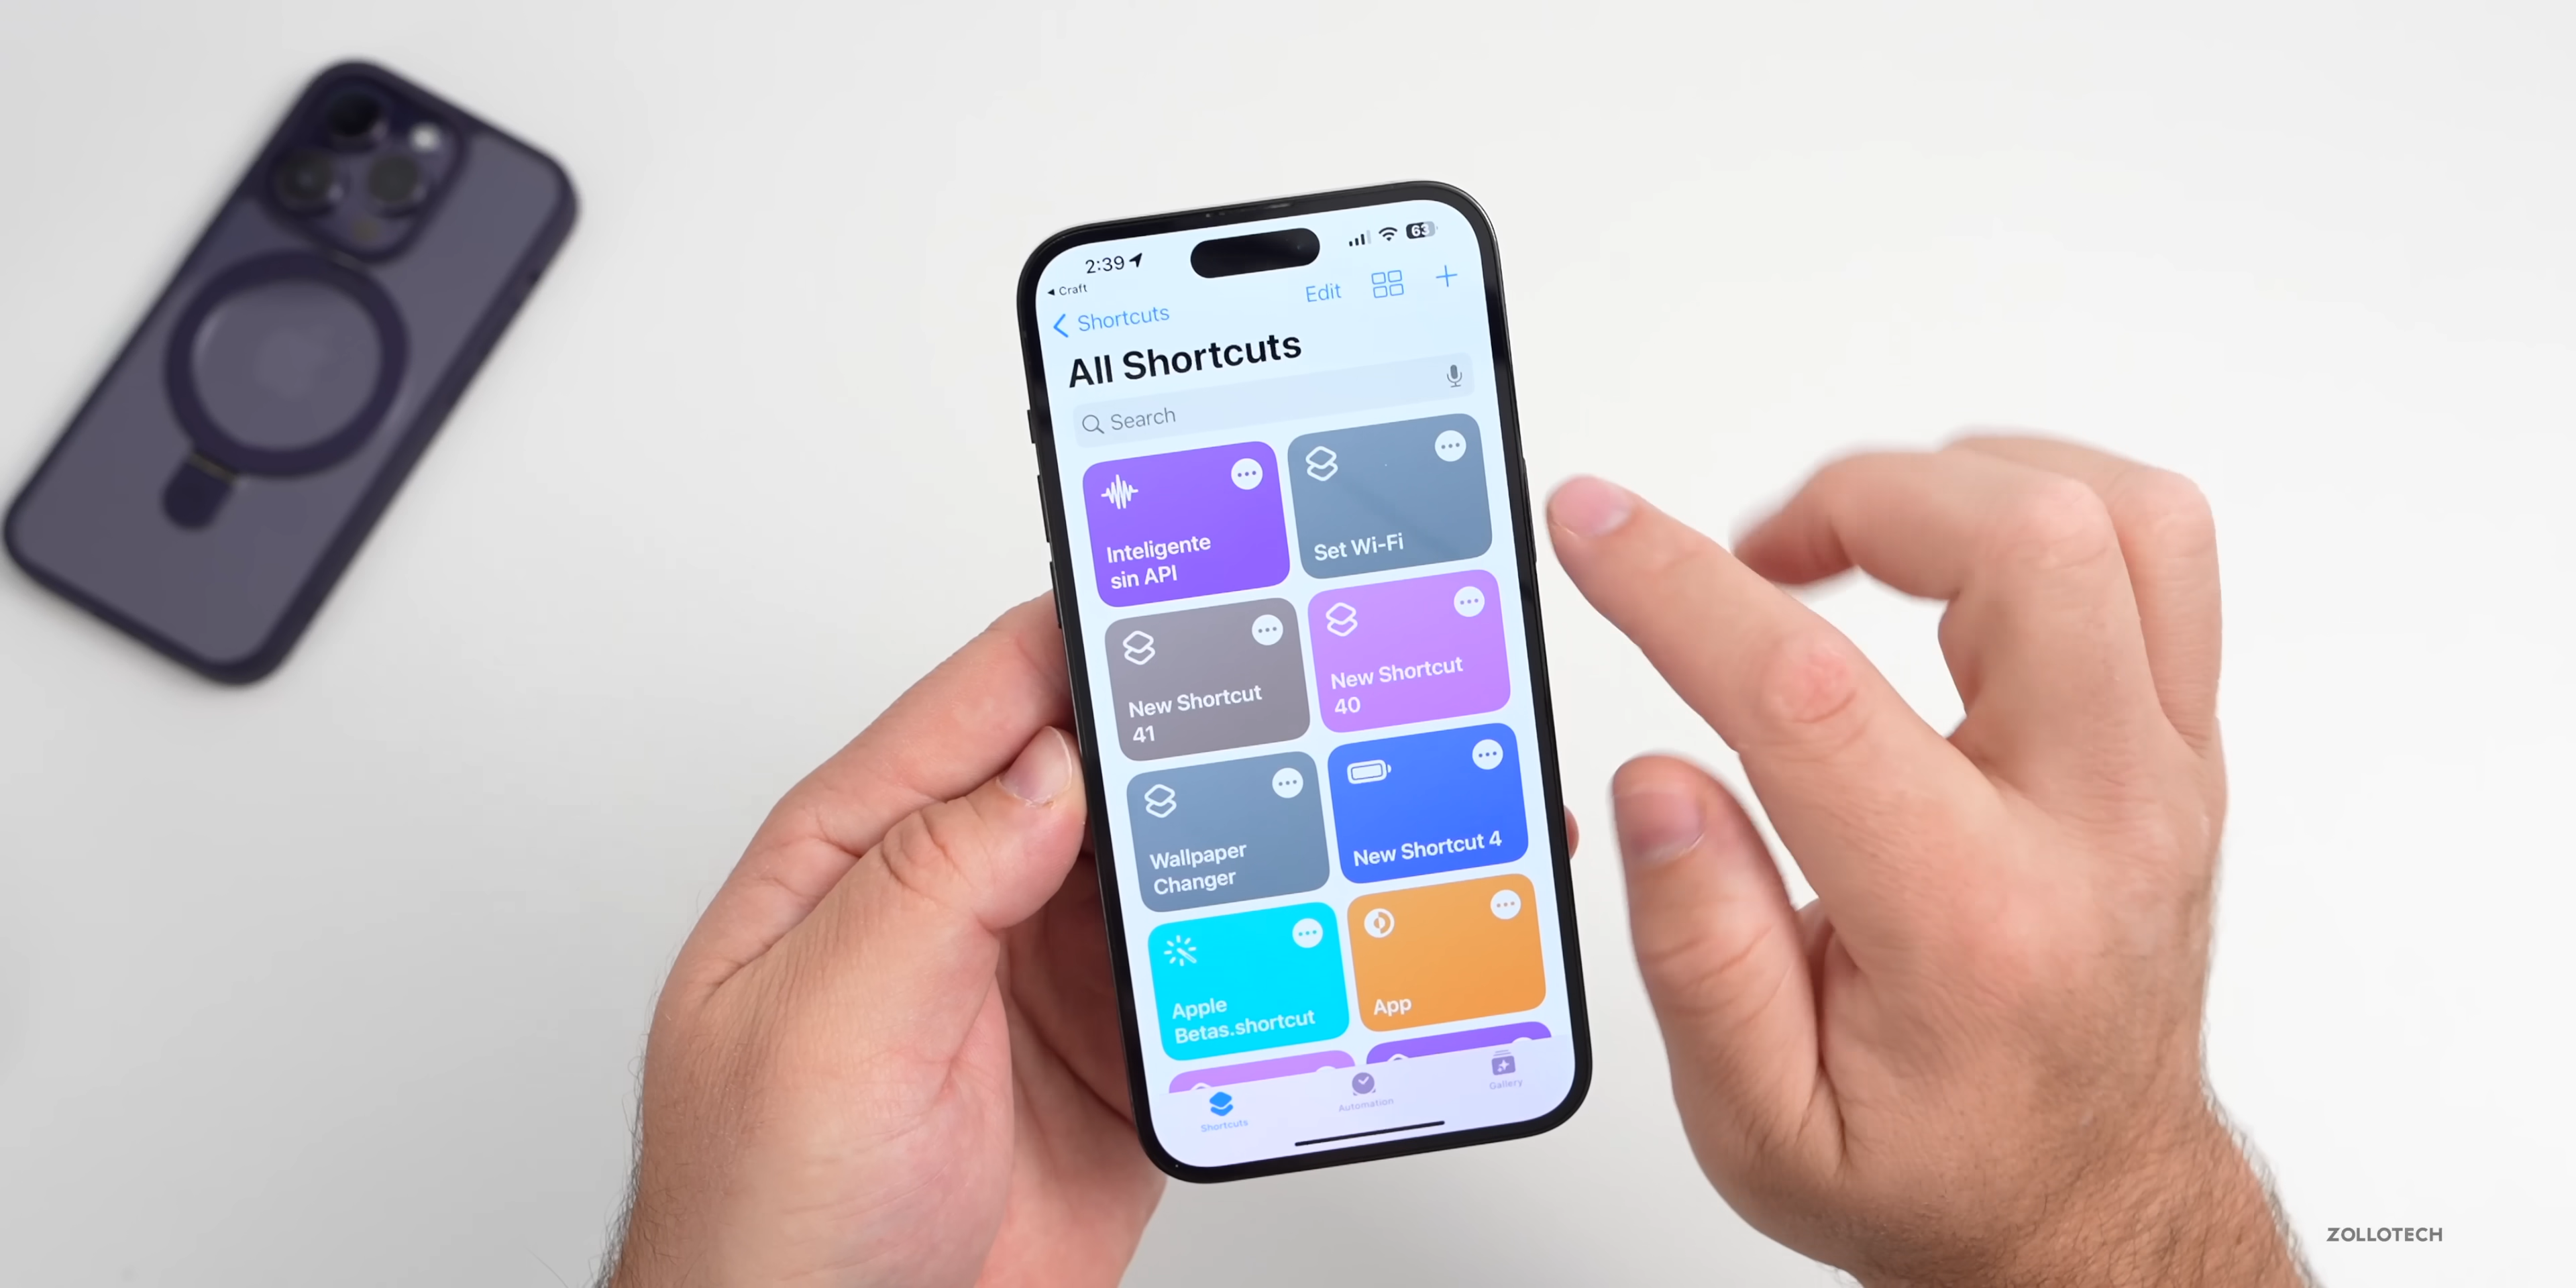 2:39
63
Craft
Shortcuts
Edit
All Shortcuts
Search
Inteligente
sin API
Set Wi-Fi
New Shortcut
41
New Shortcut
40
Wallpaper
Changer
New Shortcut 4
Apple
Betas.shortcut
App
Shortcuts
Automation
Gallery
ZOLLOTECH